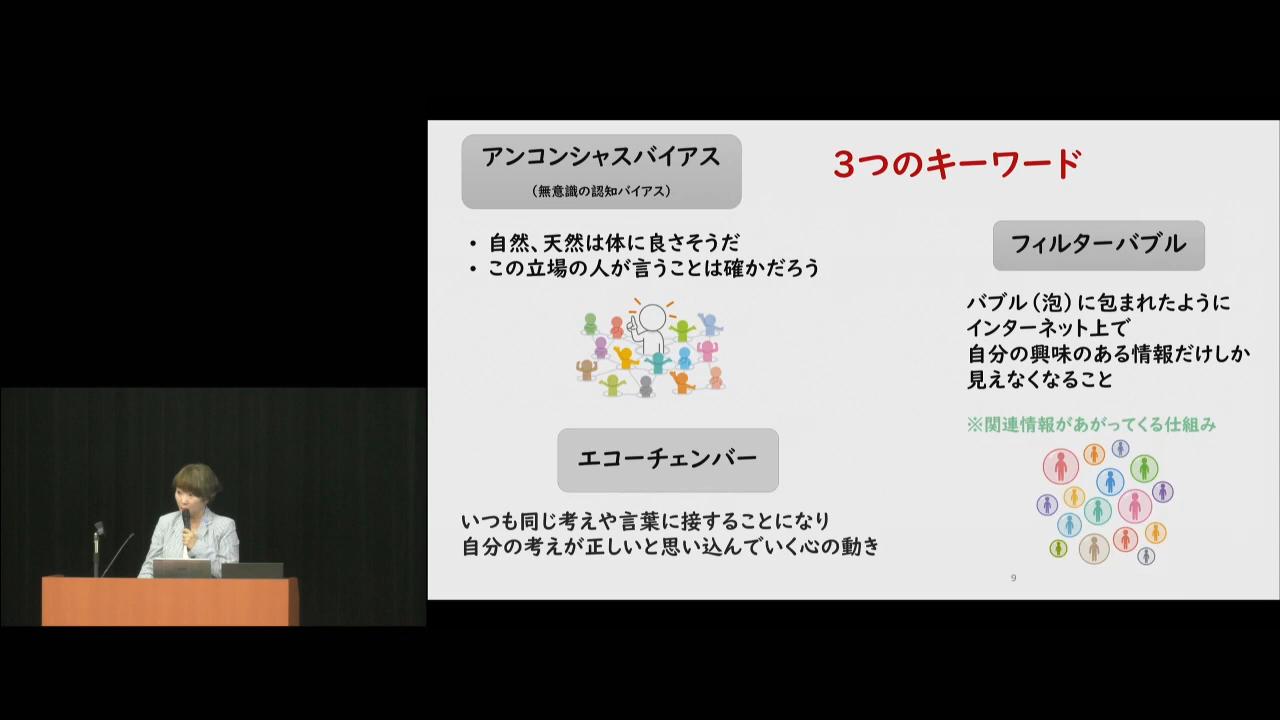 3つのキーワード
アンコンシャスバイアス
（無意識の認知バイアス）
• 自然、天然は体に良さそうだ
• この立場の人が言うことは確かだろう
エコーチェンバー
いつも同じ考えや言葉に接することになり
自分の考えが正しいと思い込んでいく心の動き
フィルターバブル
バブル（泡）に包まれたように
インターネット上で
自分の興味のある情報だけしか
見えなくなること
※関連情報があがってくる仕組み
9